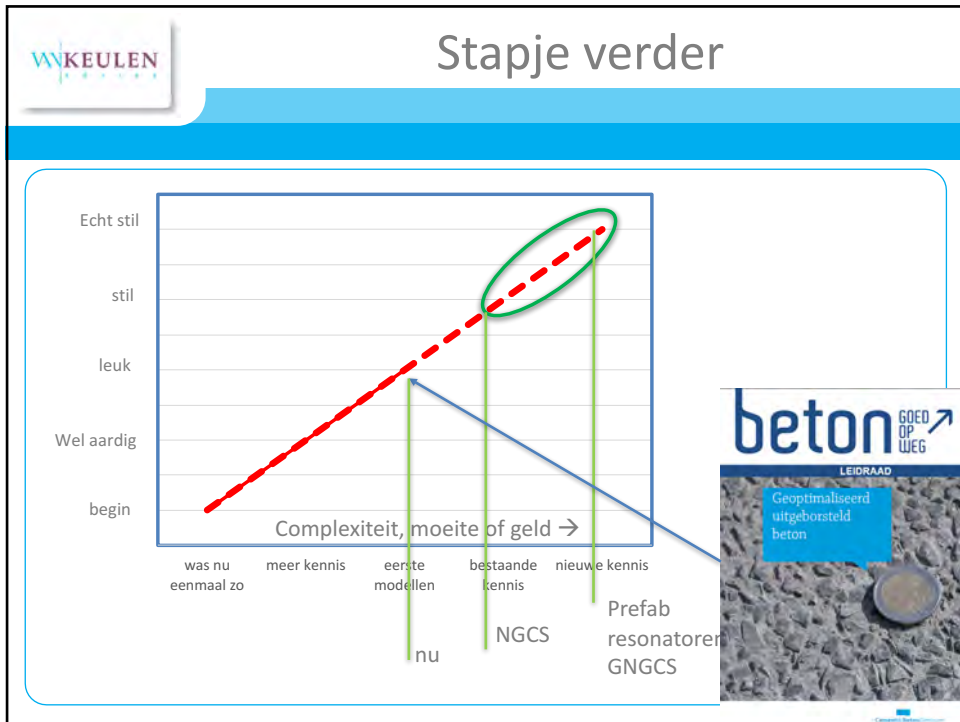 VANKEULEN
advies
Stapje verder
Echt stil
stil
leuk
Wel aardig
begin
Complexiteit, moeite of geld →
was nu
eenmaal zo
meer kennis
eerste
modellen
bestaande
kennis
nieuwe kennis
nu
NGCS
Prefab
resonatoren
GNGCS
beton
GOED
OP
WEG
LEIDRAAD
Geoptimaliseerd
uitgeborsteld
beton